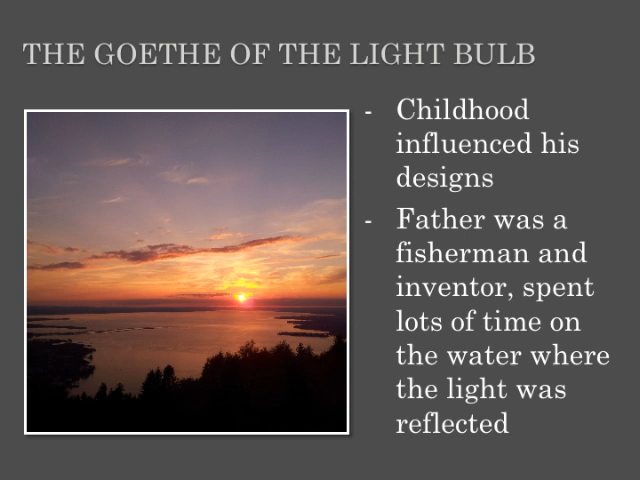 THE GOETHE OF THE LIGHT BULB
- Childhood
influenced his
designs
- Father was a
fisherman and
inventor, spent
lots of time on
the water where
the light was
reflected